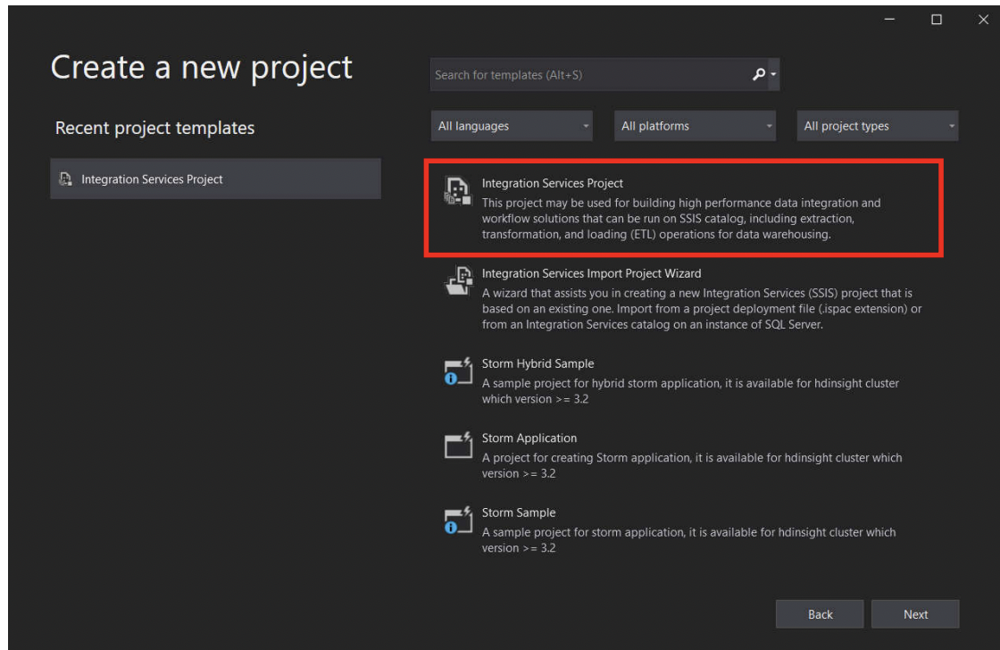 Create a new project
Search for templates (Alt+S)
Recent project templates
All languages
All platforms
All project types
Integration Services Project
Integration Services Project
This project may be used for building high performance data integration and
workflow solutions that can be run on SSIS catalog, including extraction,
transformation, and loading (ETL) operations for data warehousing.
Integration Services Import Project Wizard
A wizard that assists you in creating a new Integration Services (SSIS) project that is
based on an existing one. Import from a project deployment file (.ispac extension) or
from an Integration Services catalog on an instance of SQL Server.
Storm Hybrid Sample
A sample project for hybrid storm application, it is available for hdinsight cluster
which version >= 3.2
Storm Application
A project for creating Storm application, it is available for hdinsight cluster which
version >= 3.2
Storm Sample
A sample project for storm application, it is available for hdinsight cluster which
version >= 3.2
Back
Next